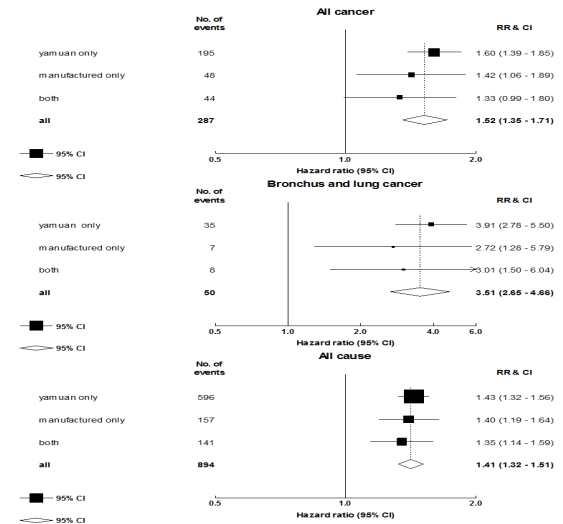 All cancer
No. of
events
RR & CI
yamuan only 195 1.60 (1.39 - 1.85)
manufactured only 48 1.42 (1.06 - 1.89)
both 44 1.33 (0.99 - 1.80)
all 287 1.52 (1.35 - 1.71)
95% CI
95% CI
0.5 1.0 2.0
Hazard ratio (95% CI)
Bronchus and lung cancer
No. of
events
RR & CI
yamuan only 35 3.91 (2.78 - 5.50)
manufactured only 7 2.72 (1.28 - 5.79)
both 8 3.01 (1.50 - 6.04)
all 50 3.51 (2.65 - 4.66)
95% CI
95% CI
0.5 1.0 2.0 4.0 6.0
Hazard ratio (95% CI)
All cause
No. of
events
RR & CI
yamuan only 596 1.43 (1.32 - 1.56)
manufactured only 157 1.40 (1.19 - 1.64)
both 141 1.35 (1.14 - 1.59)
all 894 1.41 (1.32 - 1.51)
95% CI
95% CI
0.5 1.0 2.0
Hazard ratio (95% CI)